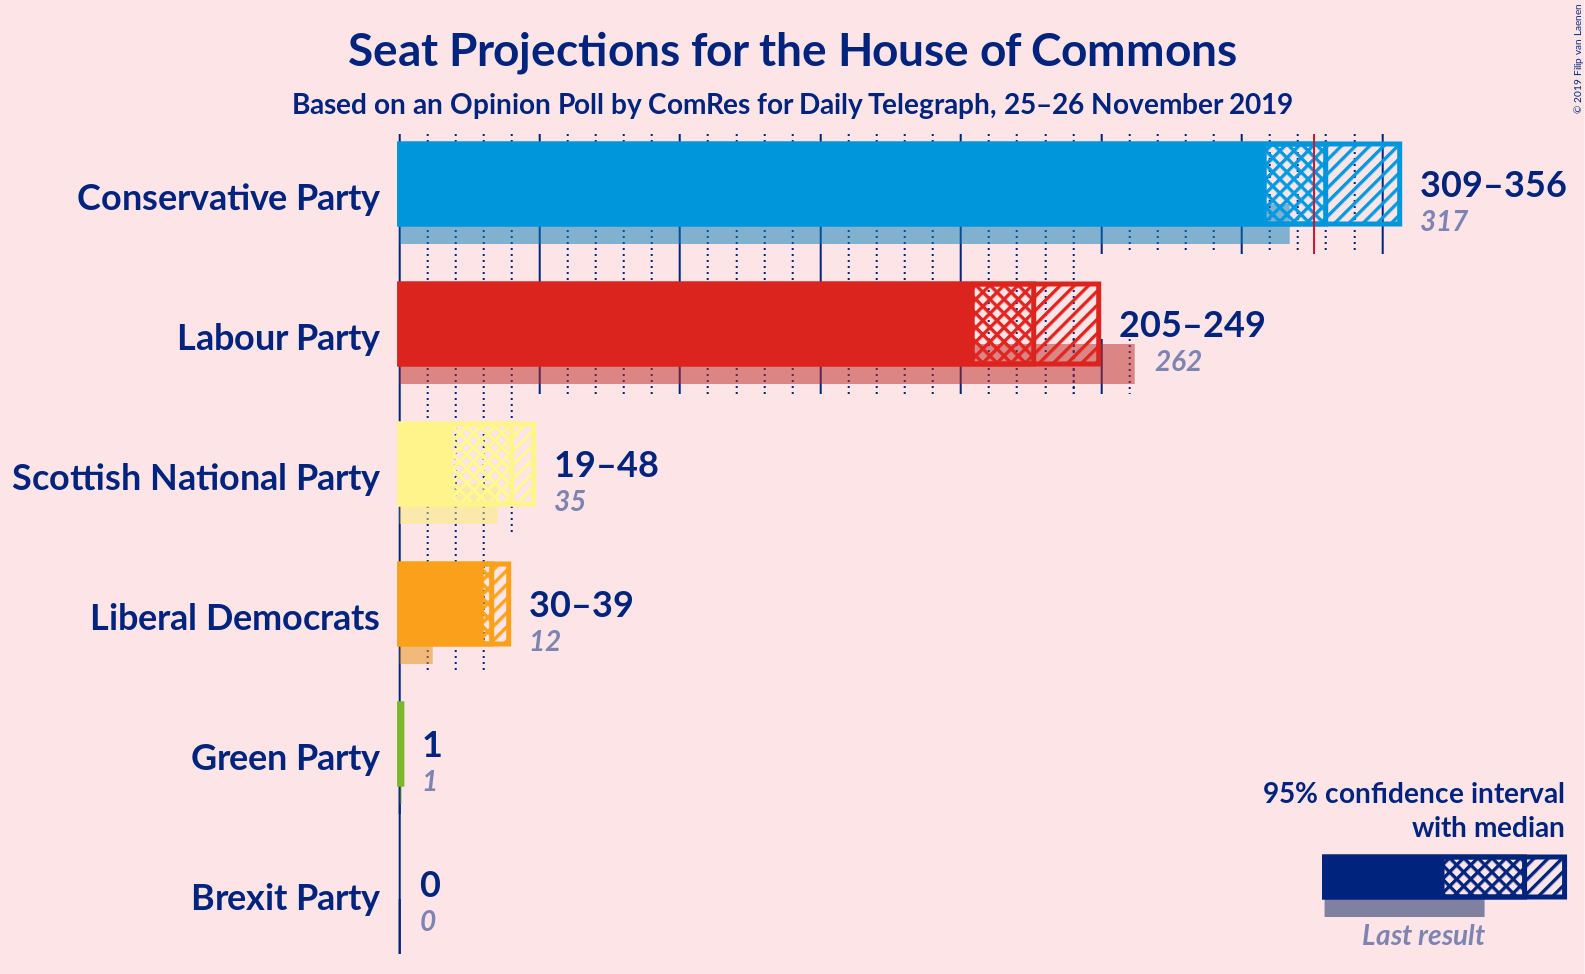 Seat Projections for the House of Commons
Based on an Opinion Poll by ComRes for Daily Telegraph, 25–26 November 2019
© 2019 Filip van Laenen
Conservative Party
309–356
317
Labour Party
205–249
262
Scottish National Party
19–48
35
Liberal Democrats
30–39
12
Green Party
1
1
Brexit Party
0
0
95% confidence interval
with median
Last result